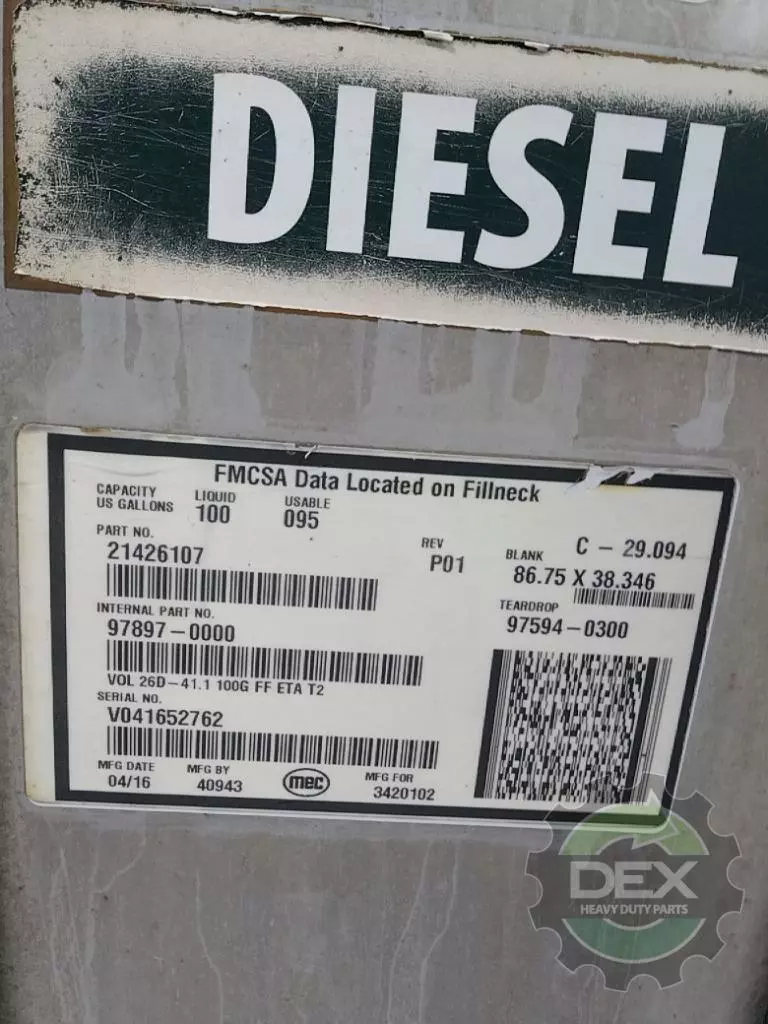 DIESEL
FMCSA Data Located on Fillneck
CAPACITY US GALLONS
LIQUID 100
USABLE 095
PART NO.
21426107
REV P01
BLANK C - 29.094
86.75 X 38.346
INTERNAL PART NO.
97897-0000
TEARDROP
97594-0300
VOL 26D-41.1 100G FF ETA T2
SERIAL NO.
V041652762
MFG DATE 04/16
MFG BY 40943
mec
MFG FOR 3420102
DEX
HEAVY DUTY PARTS